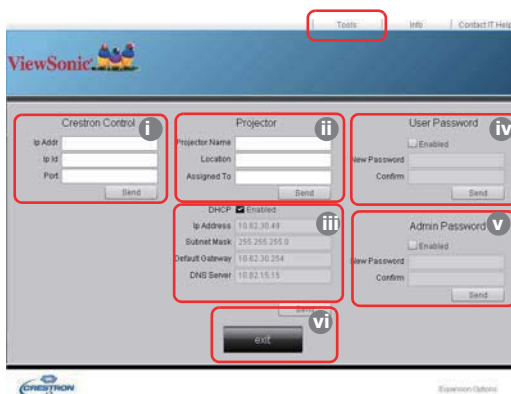 Tools
Info
Contact IT Help
ViewSonic
Crestron Control
i
Ip Addr
Ip Id
Port
Send
Projector
ii
Projector Name
Location
Assigned To
Send
DHCP Enabled
Ip Address 10.82.30.49
Subnet Mask 255.255.255.0
Default Gateway 10.82.30.254
DNS Server 10.82.15.15
iii
Send
User Password
iv
Enabled
New Password
Confirm
Send
Admin Password
v
Enabled
New Password
Confirm
Send
vi
exit
CRESTRON
Expansion Options